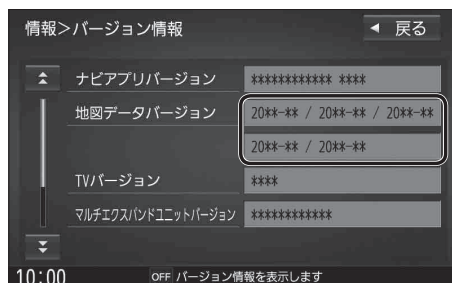 情報>バージョン情報
戻る
ナビアプリバージョン ************ ****
地図データバージョン 20**-** / 20**-** / 20**-**
20**-** / 20**-**
TVバージョン ****
マルチエクスパンドユニットバージョン ************
10:00 OFF バージョン情報を表示します